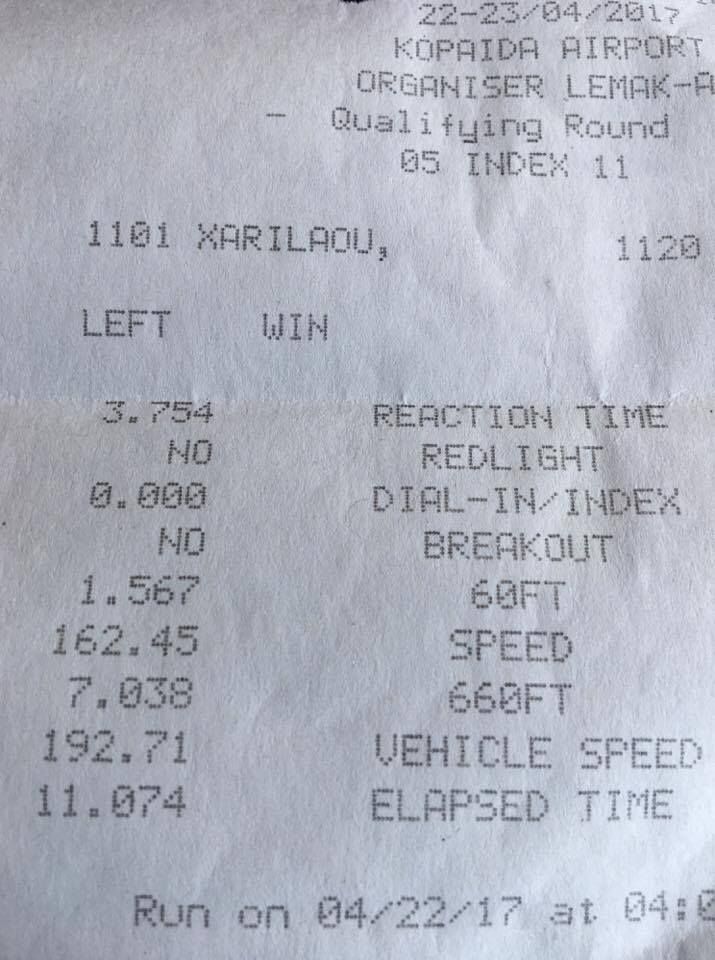 22-23/04/2017
KOPAIDA AIRPORT
ORGANISER LEMAK-A
- Qualifying Round
05 INDEX 11
1101 XARILAOU, 1120
LEFT WIN
3.754 REACTION TIME
NO REDLIGHT
0.000 DIAL-IN/INDEX
NO BREAKOUT
1.567 60FT
162.45 SPEED
7.038 660FT
192.71 VEHICLE SPEED
11.074 ELAPSED TIME
Run on 04/22/17 at 04:0